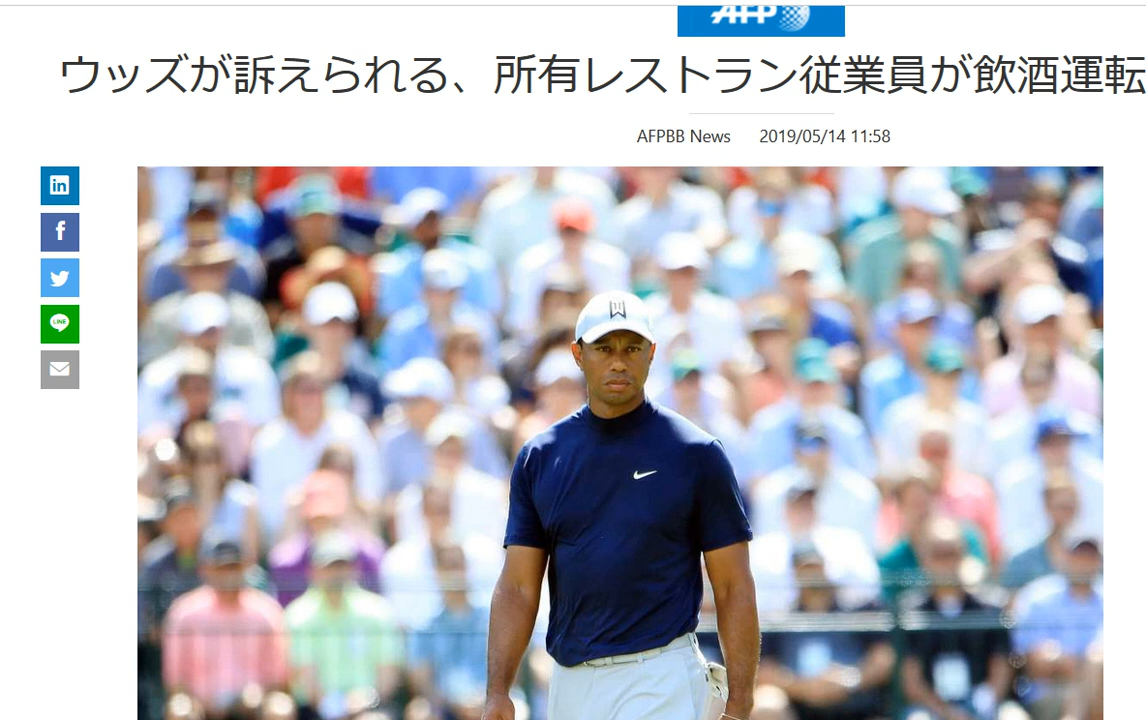 AFP
ウッズが訴えられる、所有レストラン従業員が飲酒運転
AFPBB News 2019/05/14 11:58
in
f
LINE
W